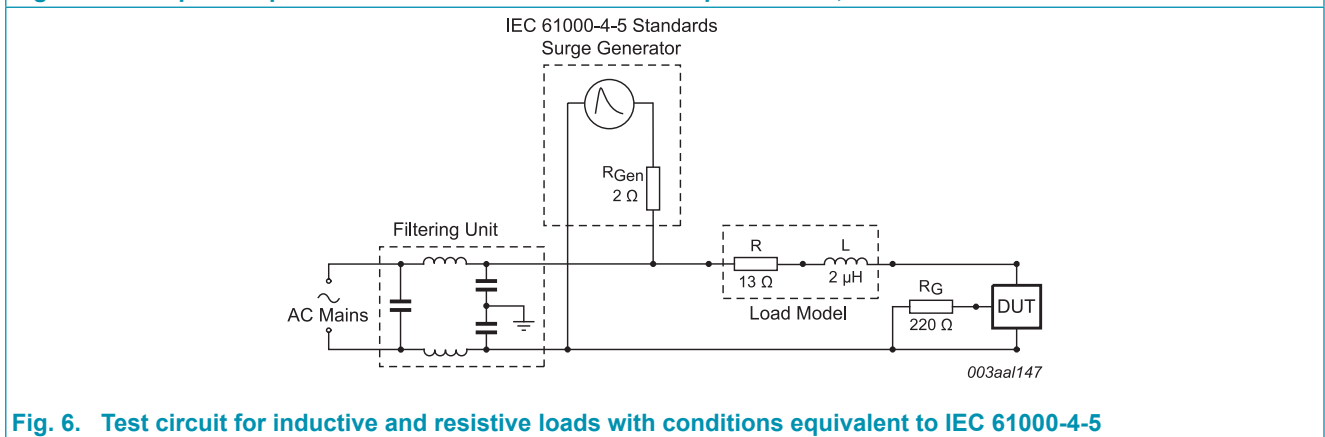 IEC 61000-4-5 Standards
Surge Generator
RGen
2 Ω
Filtering Unit
R
L
13 Ω
2 μH
RG
AC Mains
Load Model
220 Ω
DUT
003aal147
Fig. 6. Test circuit for inductive and resistive loads with conditions equivalent to IEC 61000-4-5